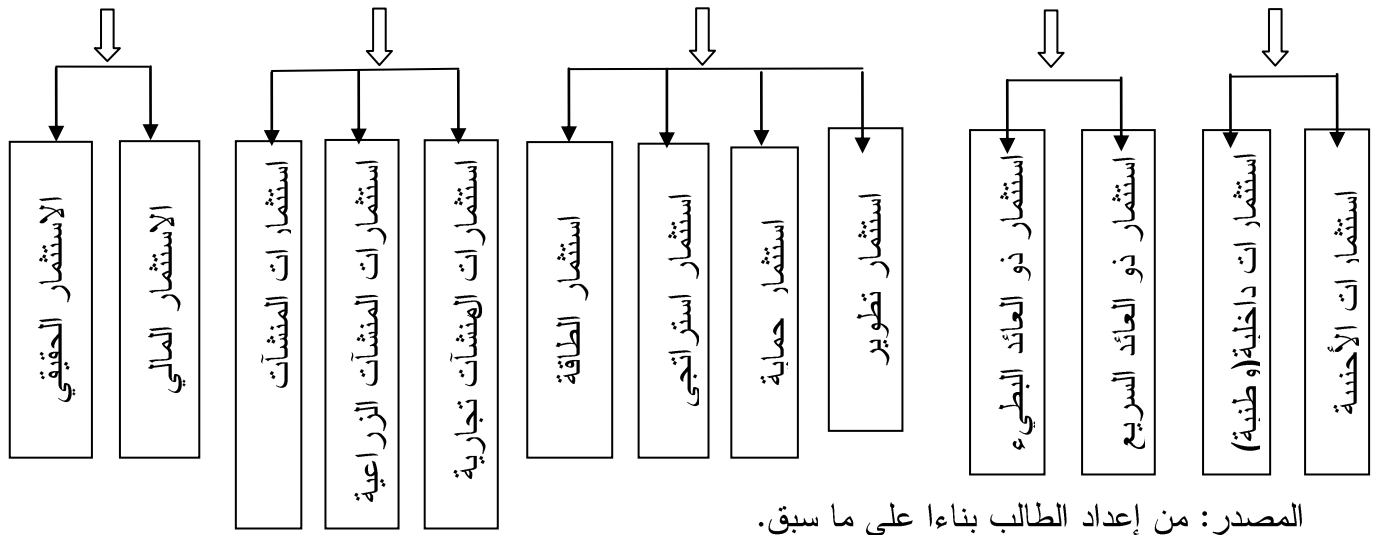 استثمارات الأجنبية
استثمارات داخلية(وطنية)
استثمار ذو العائد السريع
استثمار ذو العائد البطيء
استثمار تطوير
استثمار حماية
استثمار استراتجي
استثمار الطاقة
استثمارات المنشآت تجارية
استثمارات المنشآت الزراعية
استثمارات المنشآت
الاستثمار المالي
الاستثمار الحقيقي
المصدر: من إعداد الطالب بناءا على ما سبق.